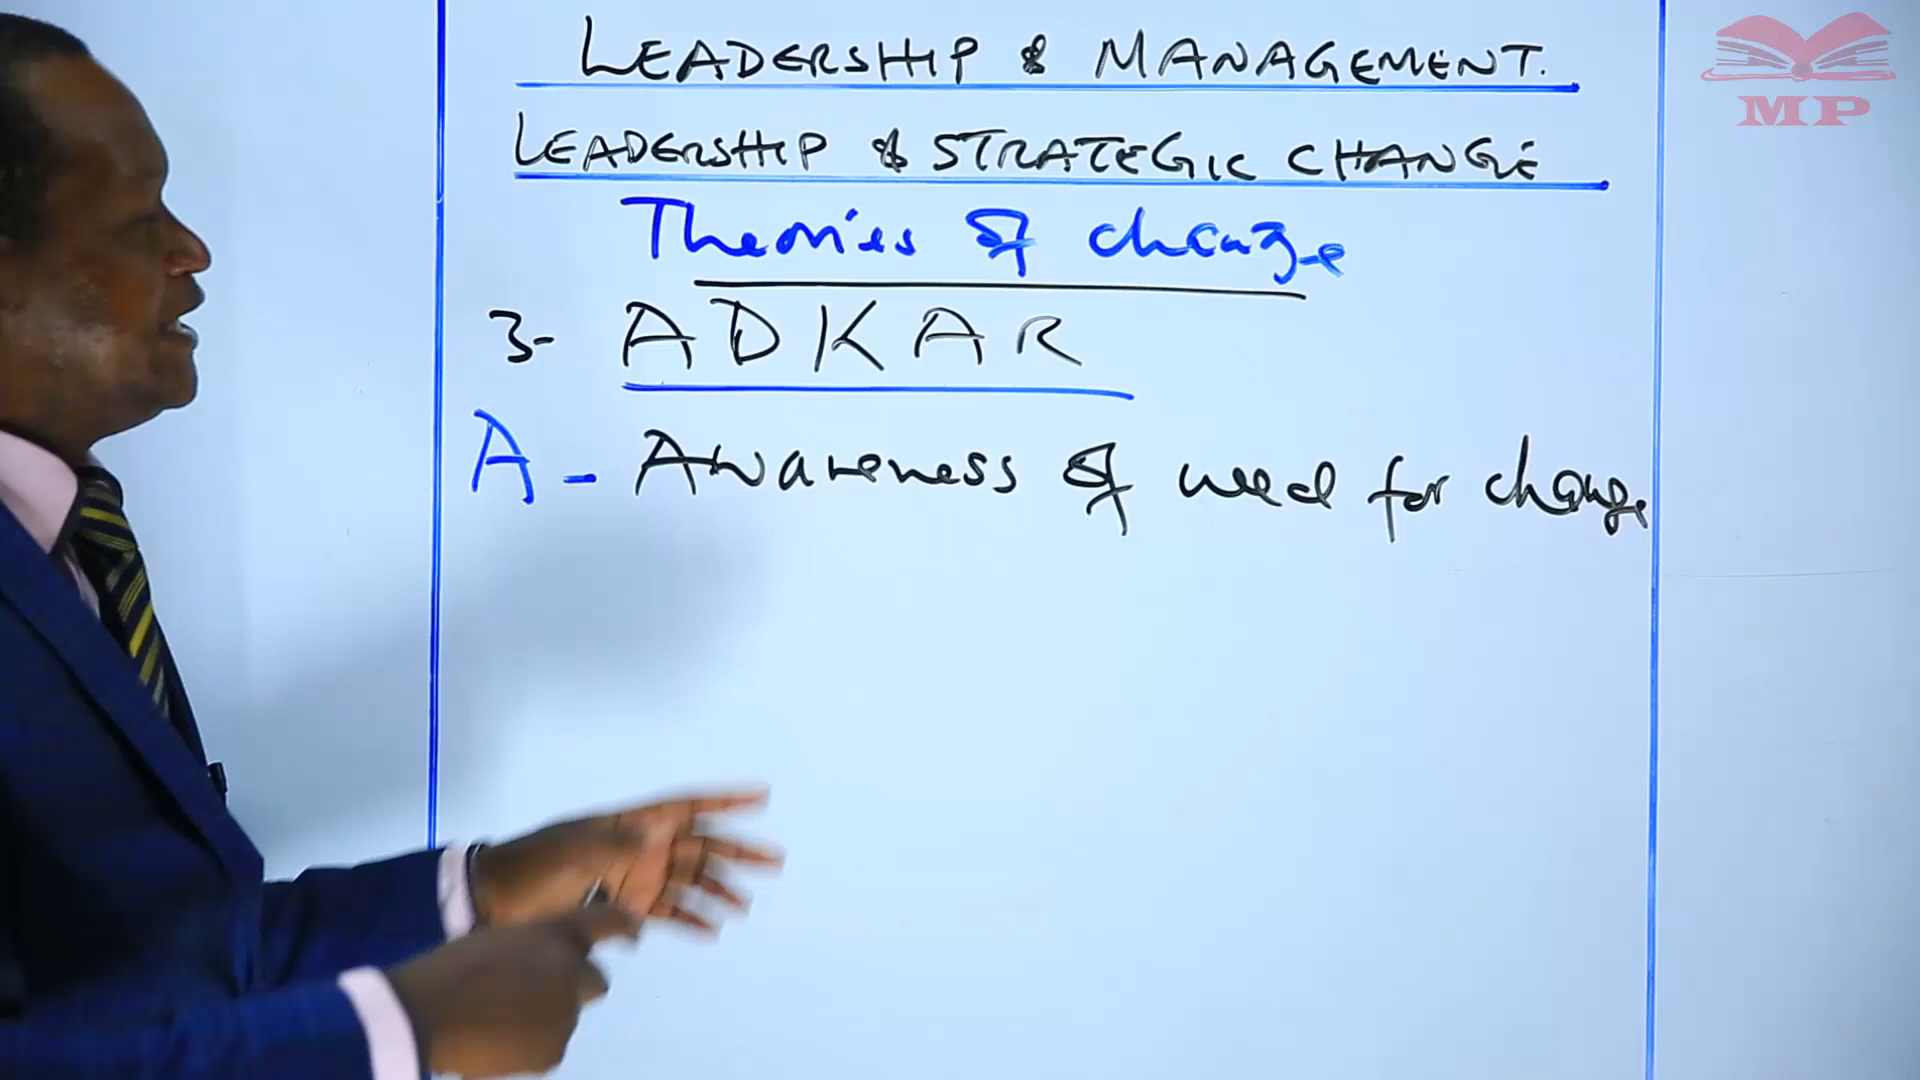 LEADERSHIP & MANAGEMENT.
LEADERSHIP & STRATEGIC CHANGE
Theories of change
3- ADKAR
A - Awareness of need for change
MP